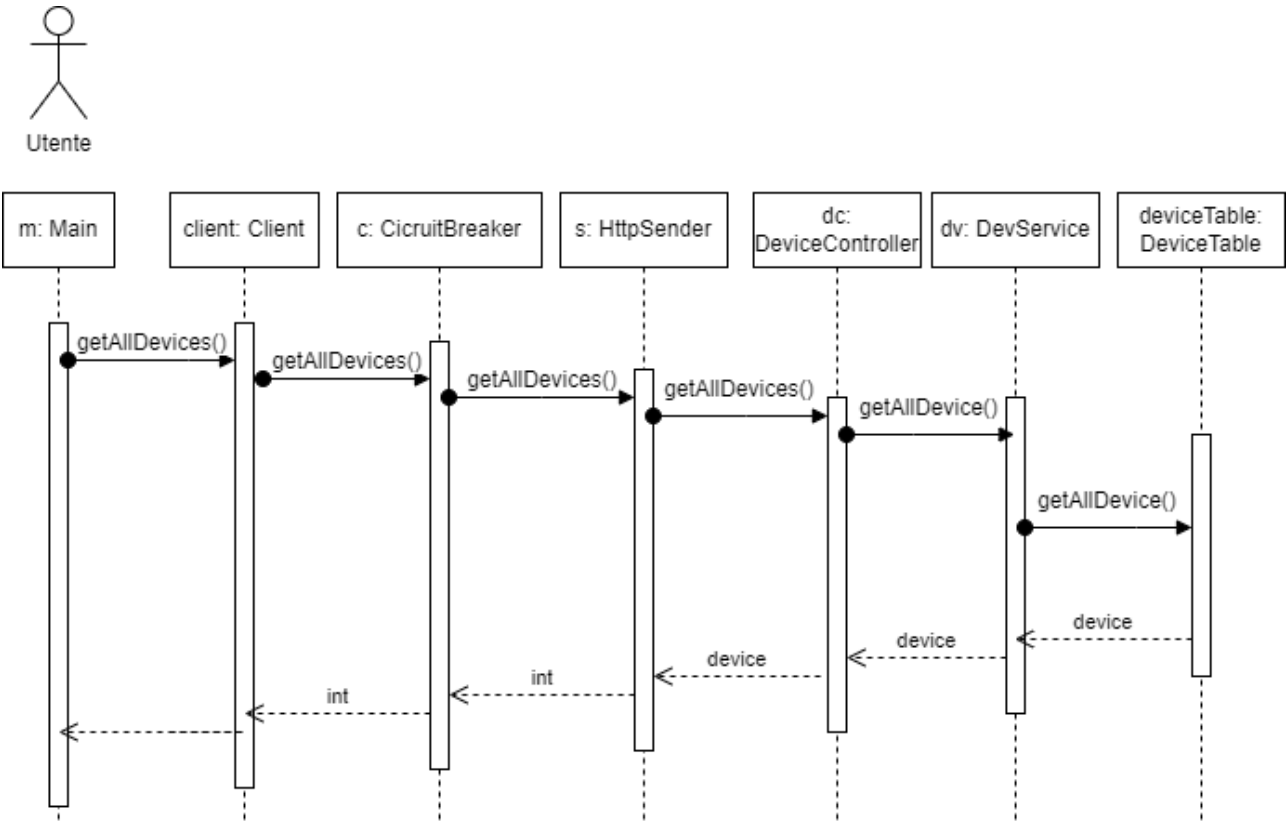 Utente
m: Main
client: Client
c: CicruitBreaker
s: HttpSender
dc:
DeviceController
dv: DevService
deviceTable:
DeviceTable
getAllDevices()
getAllDevices()
getAllDevices()
getAllDevices()
getAllDevice()
getAllDevice()
device
device
device
int
int